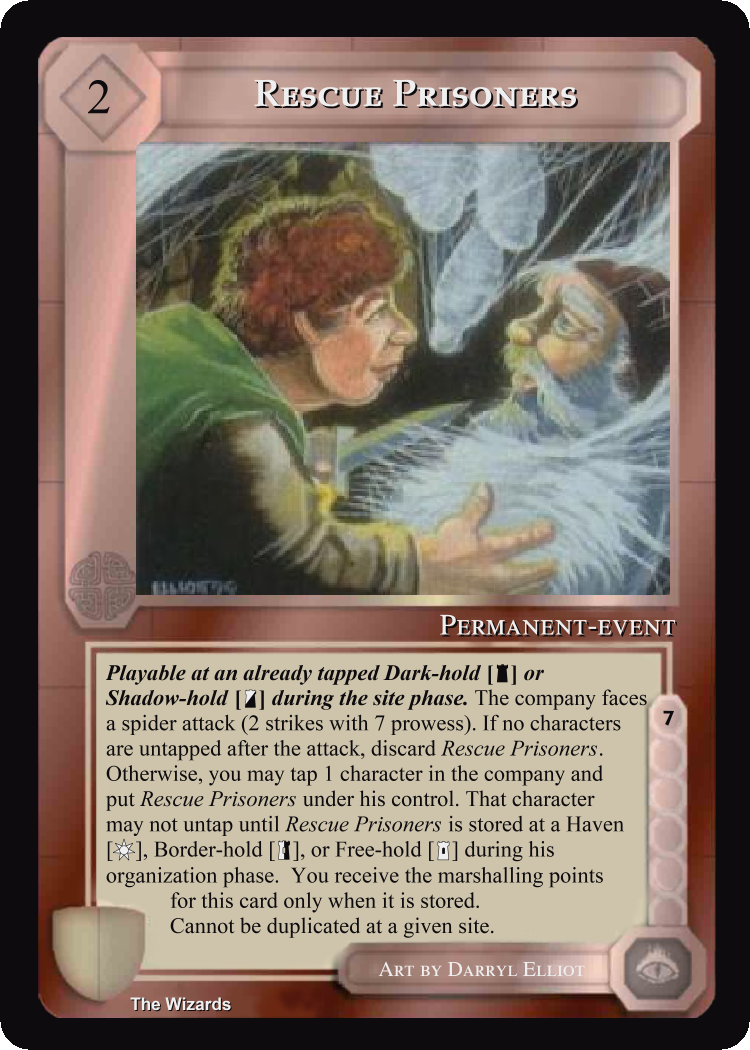 2
Rescue Prisoners
Permanent-event
Playable at an already tapped Dark-hold [] or
Shadow-hold [] during the site phase. The company faces
a spider attack (2 strikes with 7 prowess). If no characters
are untapped after the attack, discard Rescue Prisoners.
Otherwise, you may tap 1 character in the company and
put Rescue Prisoners under his control. That character
may not untap until Rescue Prisoners is stored at a Haven
[], Border-hold [], or Free-hold [] during his
organization phase. You receive the marshalling points
for this card only when it is stored.
Cannot be duplicated at a given site.
7
Art by Darryl Elliot
The Wizards